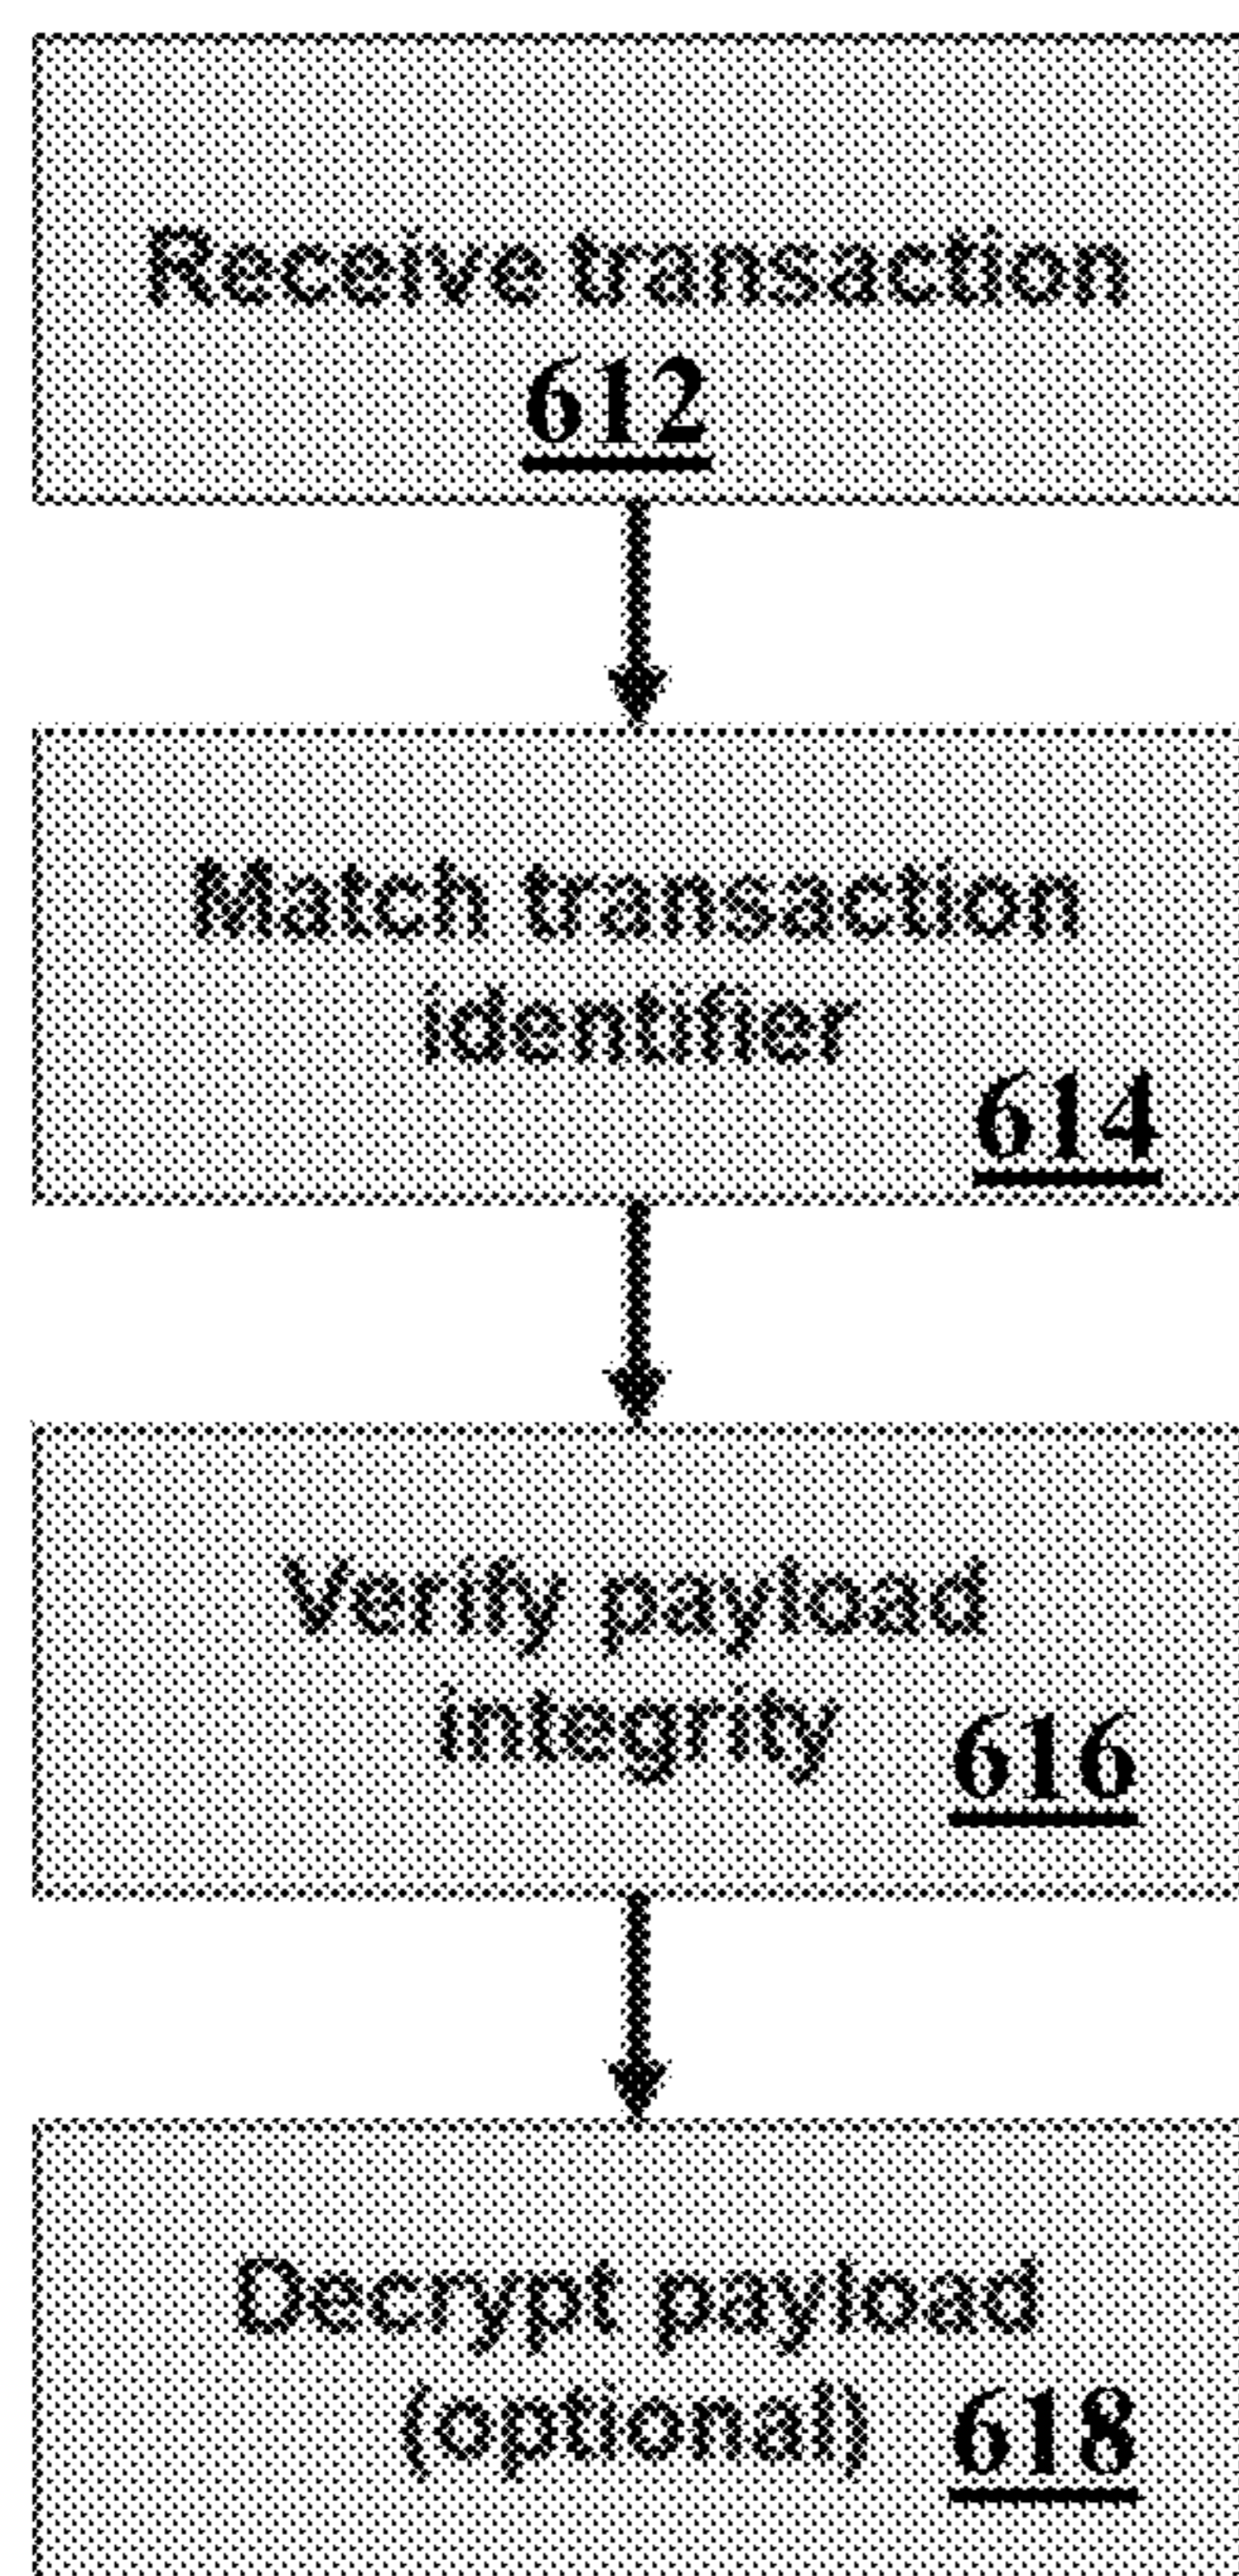 Receive transaction
612
Match transaction
identifier
614
Verify payload
integrity
616
Decrypt payload
(optional)
618